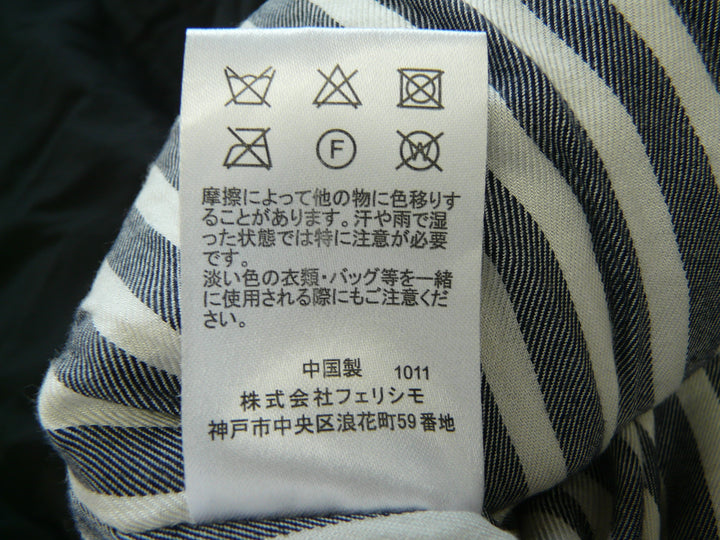 F W
摩擦によって他の物に色移りす
ることがあります。汗や雨で湿
った状態では特に注意が必要
です。
淡い色の衣類・バッグ等を一緒
に使用される際にもご注意くだ
さい。
中国製 1011
株式会社フェリシモ
神戸市中央区浪花町59番地